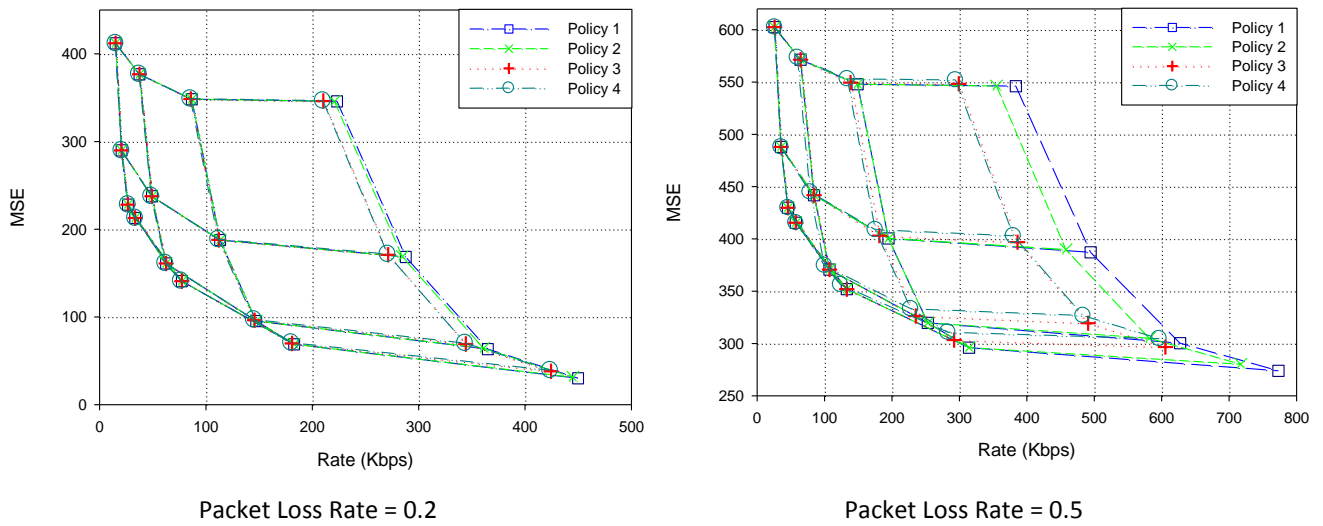 Policy 1
Policy 2
Policy 3
Policy 4
MSE
400
300
200
100
0
0 100 200 300 400 500
Rate (Kbps)
Packet Loss Rate = 0.2
Policy 1
Policy 2
Policy 3
Policy 4
MSE
600
550
500
450
400
350
300
250
0 100 200 300 400 500 600 700 800
Rate (Kbps)
Packet Loss Rate = 0.5